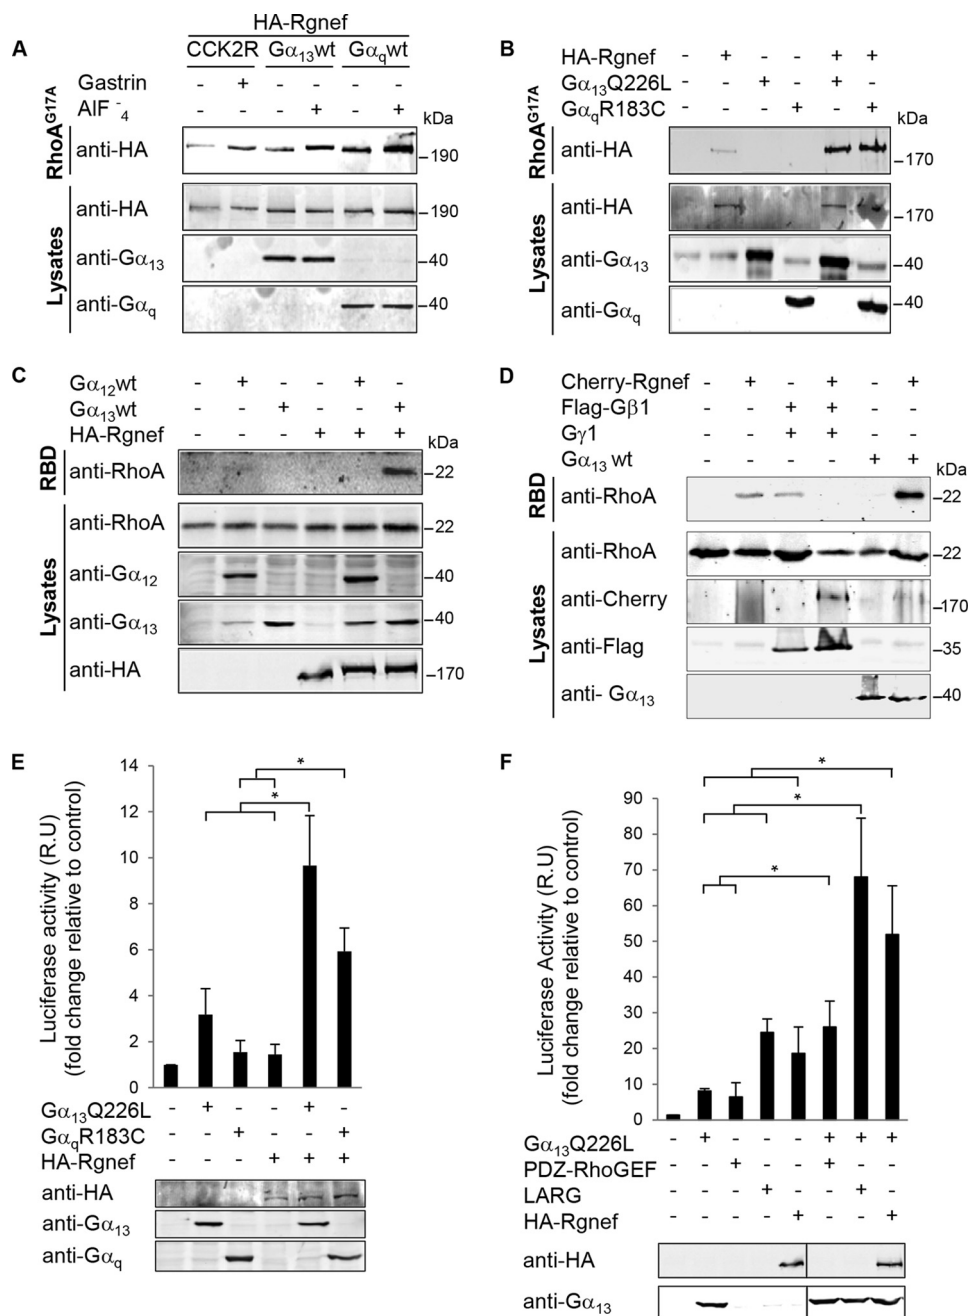 A
HA-Rgnef
CCK2R Gα13wt Gαqwt
Gastrin - + - - - -
AlF4- - - - + - +
kDa
RhoAG17A
anti-HA -190
Lysates
anti-HA -190
anti-Gα13 -40
anti-Gαq -40
B
HA-Rgnef - + - - + +
Gα13Q226L - - + - + -
GαqR183C - - - + - +
kDa
RhoAG17A
anti-HA -170
Lysates
anti-HA -170
anti-Gα13 -40
anti-Gαq -40
C
Gα12wt - + - - + -
Gα13wt - - + - - +
HA-Rgnef - - - + + +
kDa
RBD
anti-RhoA -22
Lysates
anti-RhoA -22
anti-Gα12 -40
anti-Gα13 -40
anti-HA -170
D
Cherry-Rgnef - + - + - +
Flag-Gβ1 - - + + - -
Gγ1 - - + + - -
Gα13 wt - - - - + +
kDa
RBD
anti-RhoA -22
Lysates
anti-RhoA -22
anti-Cherry -170
anti-Flag -35
anti- Gα13 -40
E
Luciferase activity (R.U)
(fold change relative to control)
14
12
10
8
6
4
2
0
*
*
Gα13Q226L - + - - + -
GαqR183C - - + - - +
HA-Rgnef - - - + + +
anti-HA
anti-Gα13
anti-Gαq
F
Luciferase Activity (R.U)
(fold change relative to control)
90
80
70
60
50
40
30
20
10
0
*
*
*
Gα13Q226L - + - - - + + +
PDZ-RhoGEF - - + - - + - -
LARG - - - + - - + -
HA-Rgnef - - - - + - - +
anti-HA
anti-Gα13